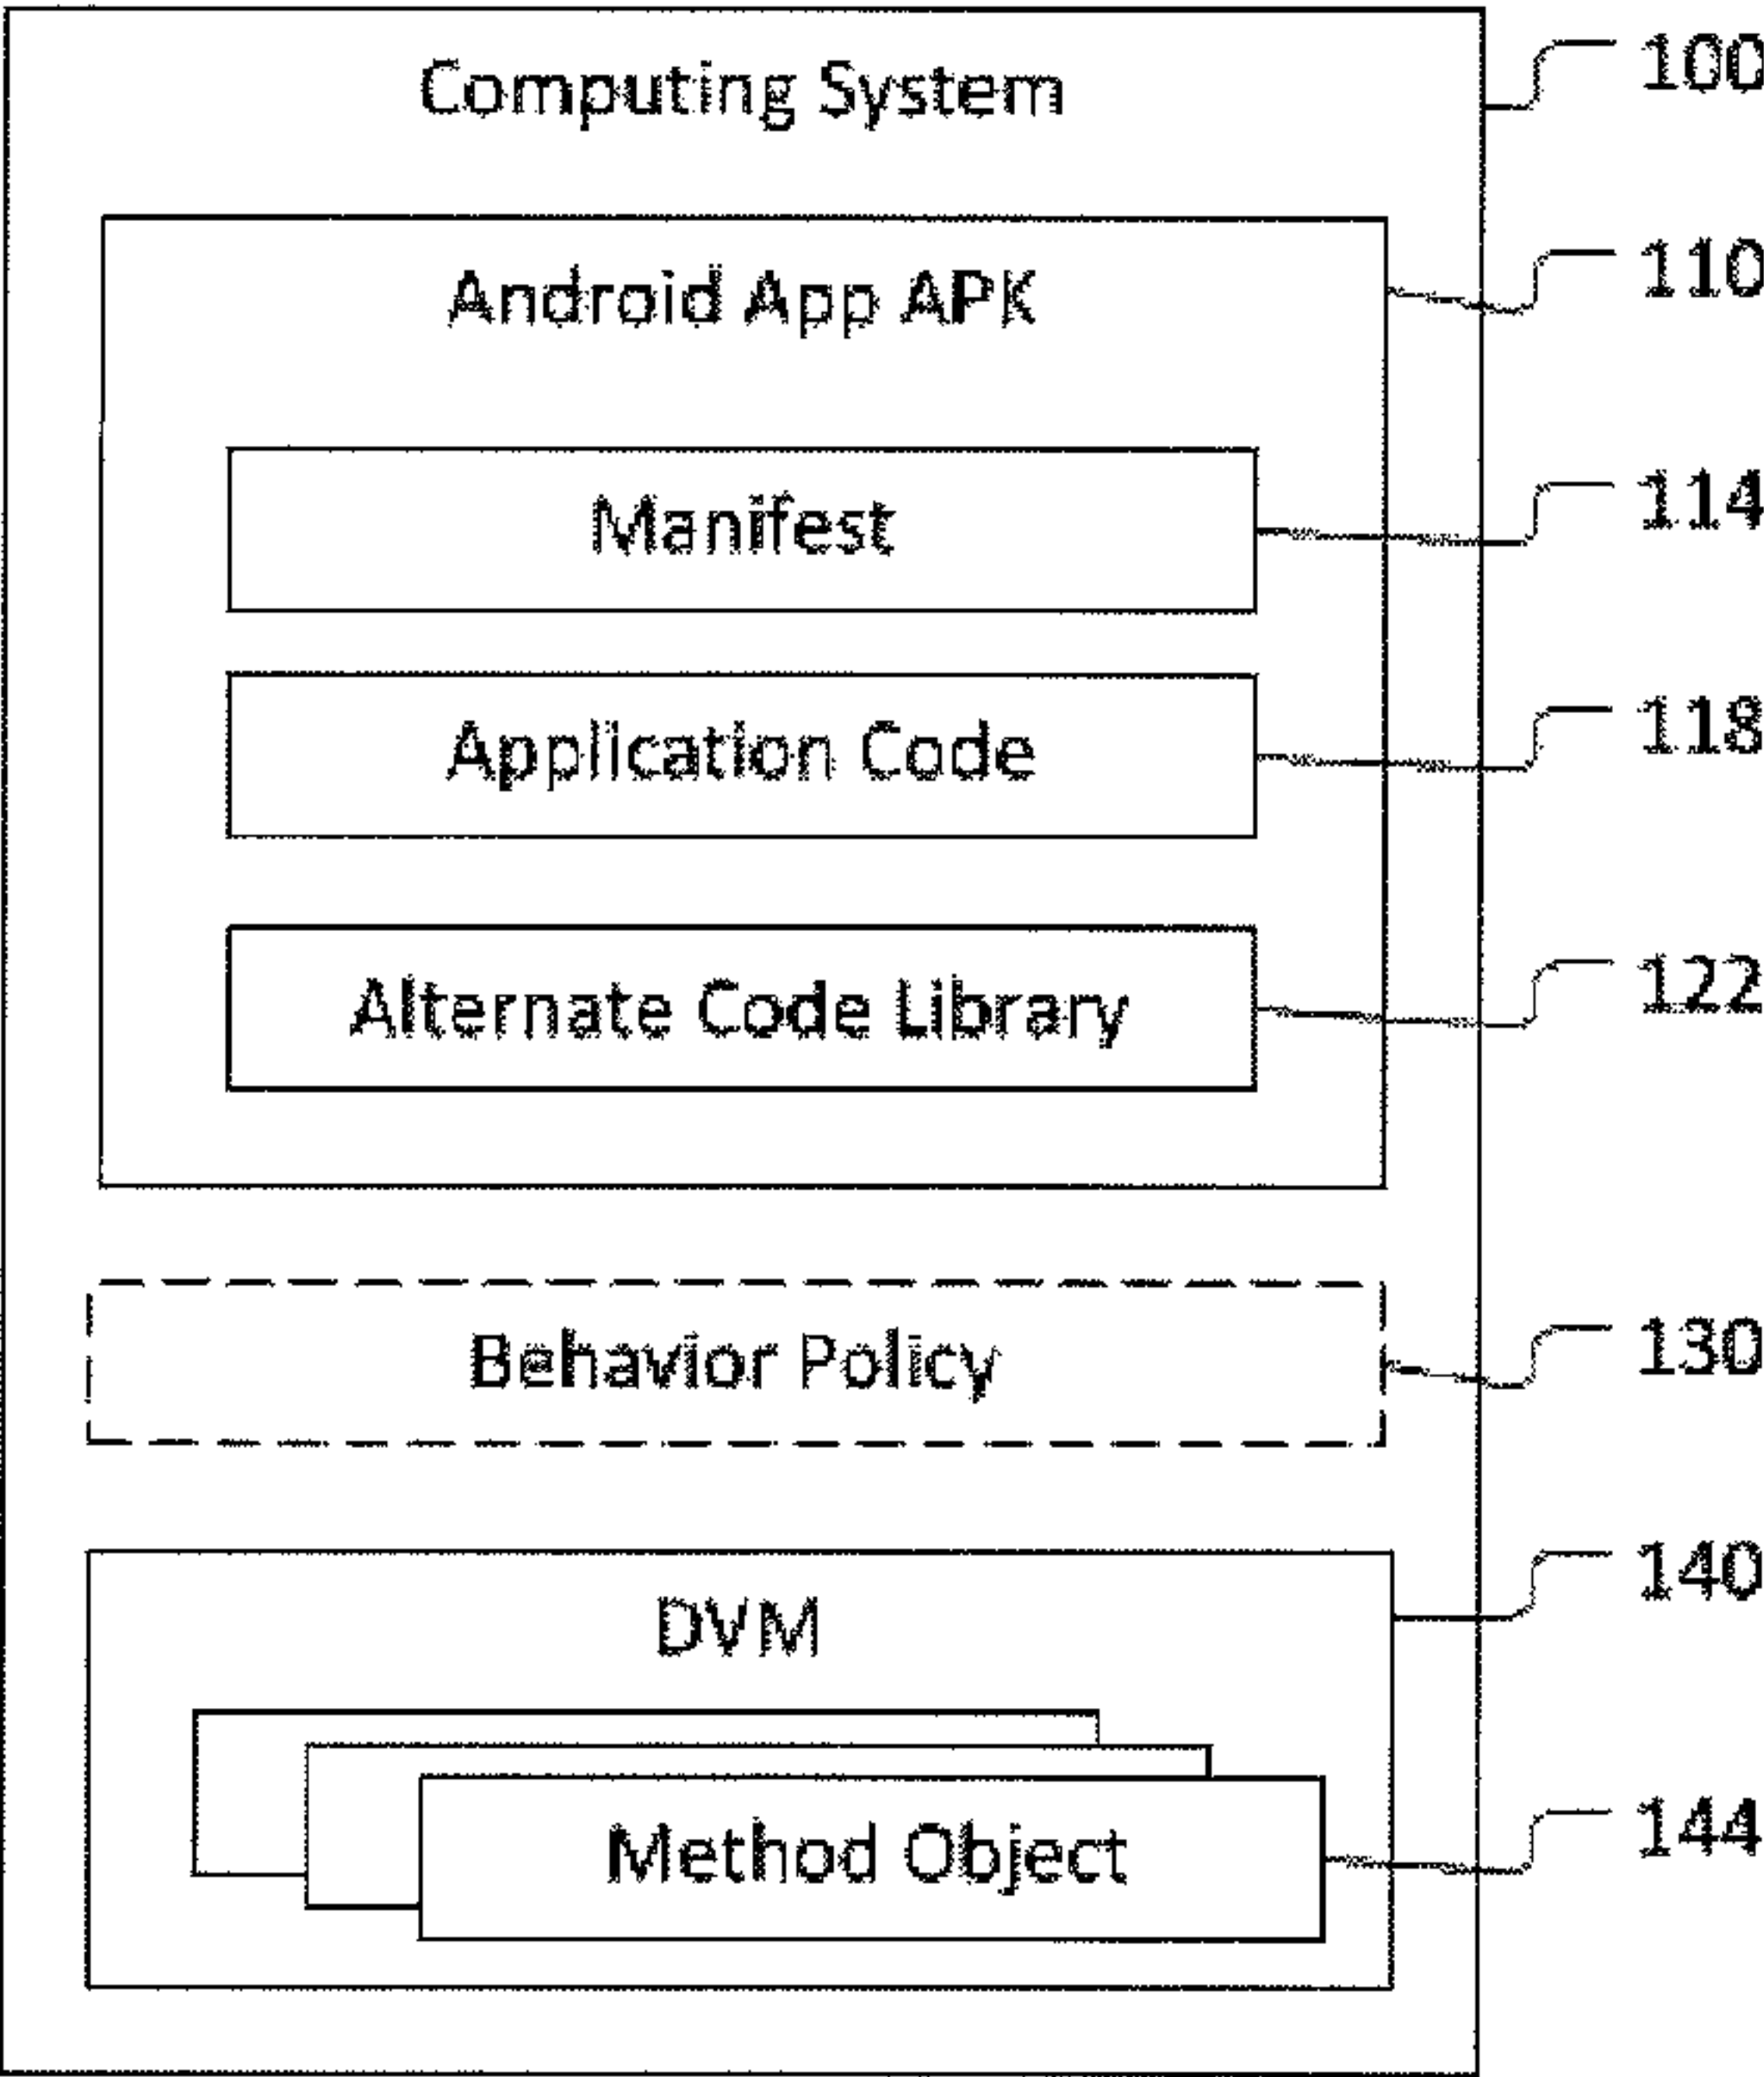 Computing System 100
Android App APK 110
Manifest 114
Application Code 118
Alternate Code Library 122
Behavior Policy 130
DVM 140
Method Object 144